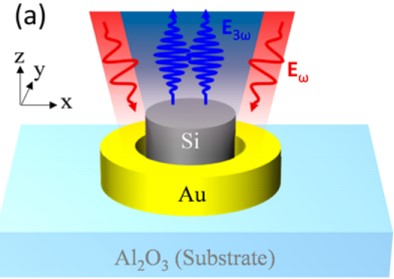 (a)
E3ω
z
y
x
Eω
Si
Au
Al2O3 (Substrate)